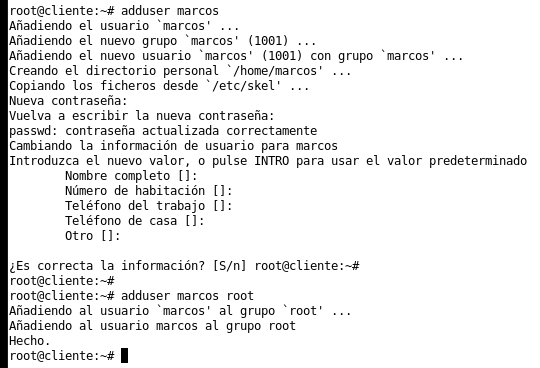 root@cliente:~# adduser marcos
Añadiendo el usuario `marcos' ...
Añadiendo el nuevo grupo `marcos' (1001) ...
Añadiendo el nuevo usuario `marcos' (1001) con grupo `marcos' ...
Creando el directorio personal `/home/marcos' ...
Copiando los ficheros desde `/etc/skel' ...
Nueva contraseña:
Vuelva a escribir la nueva contraseña:
passwd: contraseña actualizada correctamente
Cambiando la información de usuario para marcos
Introduzca el nuevo valor, o pulse INTRO para usar el valor predeterminado
        Nombre completo []:
        Número de habitación []:
        Teléfono del trabajo []:
        Teléfono de casa []:
        Otro []:

¿Es correcta la información? [S/n] root@cliente:~#
root@cliente:~#
root@cliente:~# adduser marcos root
Añadiendo al usuario `marcos' al grupo `root' ...
Añadiendo al usuario marcos al grupo root
Hecho.
root@cliente:~#